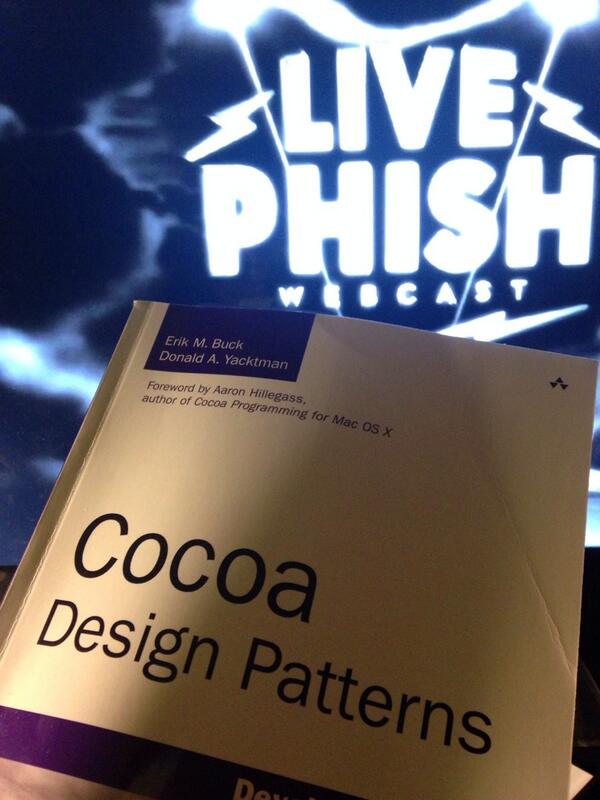 LIVE
PHISH
WEBCAST
Erik M. Buck
Donald A. Yacktman
Foreword by Aaron Hillegass,
author of Cocoa Programming for Mac OS X
Cocoa
Design Patterns